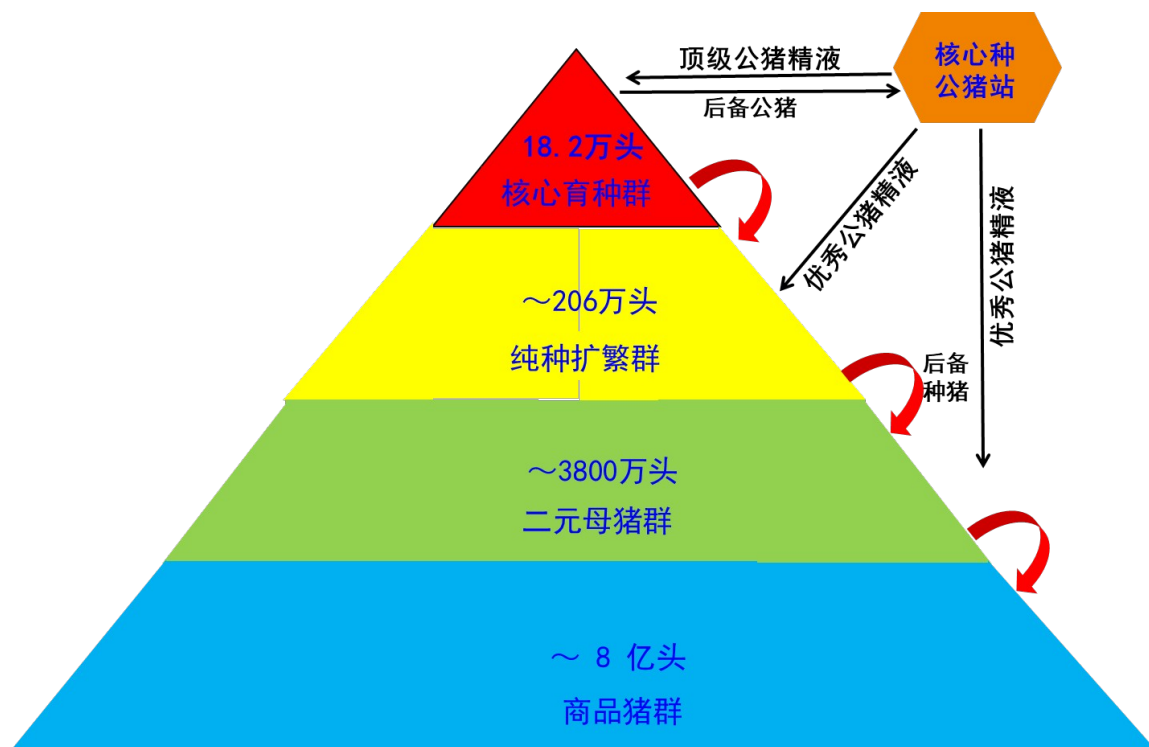 顶级公猪精液
后备公猪
核心种
公猪站
18.2万头
核心育种群
优秀公猪精液
优秀公猪精液
～206万头
纯种扩繁群
后备
种猪
～3800万头
二元母猪群
～ 8 亿头
商品猪群